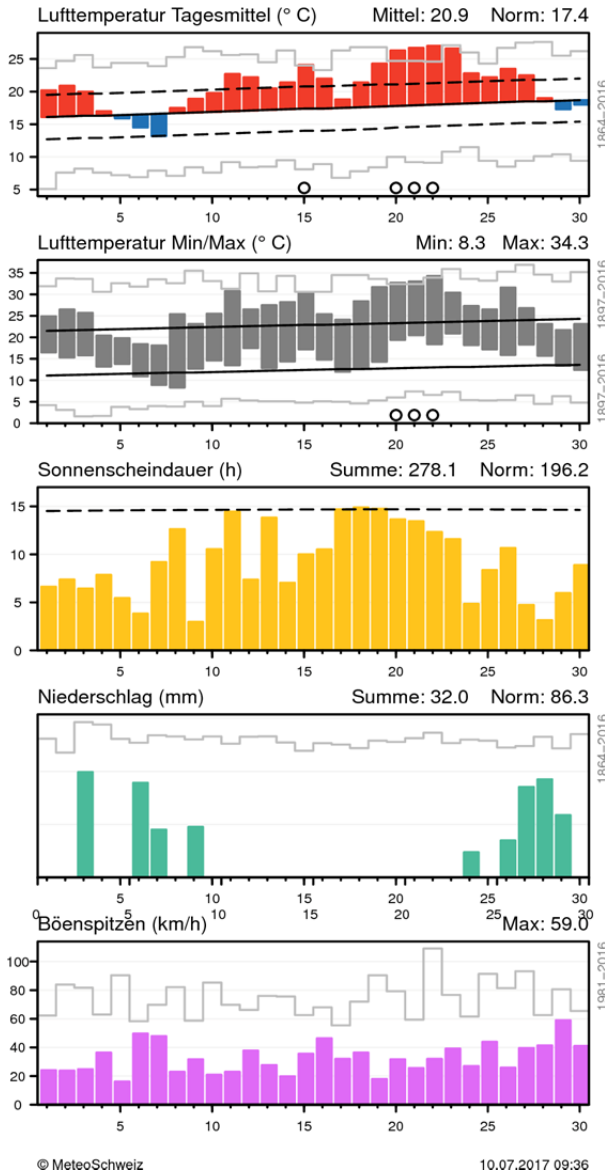 Lufttemperatur Tagesmittel (° C) Mittel: 20.9 Norm: 17.4
25
20
15
10
5
1864−2016
5 10 15 20 25 30
Lufttemperatur Min/Max (° C) Min: 8.3 Max: 34.3
35
30
25
20
15
10
5
0
1897−2016
1897−2016
5 10 15 20 25 30
Sonnenscheindauer (h) Summe: 278.1 Norm: 196.2
15
10
5
0
5 10 15 20 25 30
Niederschlag (mm) Summe: 32.0 Norm: 86.3
1864−2016
0 5 10 15 20 25 30
Böenspitzen (km/h) Max: 59.0
100
80
60
40
20
0
1981−2016
5 10 15 20 25 30
© MeteoSchweiz 10.07.2017 09:36